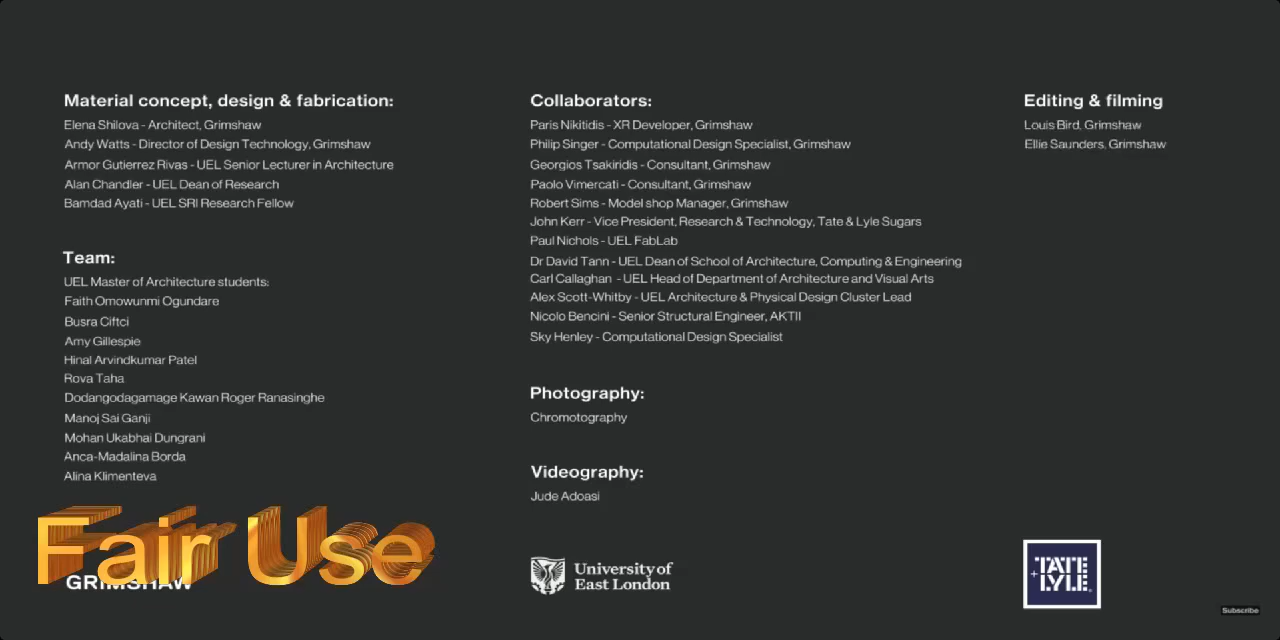 Material concept, design & fabrication:
Elena Shilova - Architect, Grimshaw
Andy Watts - Director of Design Technology, Grimshaw
Armor Gutierrez Rivas - UEL Senior Lecturer in Architecture
Alan Chandler - UEL Dean of Research
Bamdad Ayati - UEL SRI Research Fellow
Team:
UEL Master of Architecture students:
Faith Omowunmi Ogundare
Busra Ciftci
Amy Gillespie
Hinal Arvindkumar Patel
Rova Taha
Dodangodagamage Kawan Roger Ranasinghe
Manoj Sai Ganji
Mohan Ukabhai Dungrani
Anca-Madalina Borda
Alina Klimenteva
Fair Use
GRIMSHAW
Collaborators:
Paris Nikitidis - XR Developer, Grimshaw
Philip Singer - Computational Design Specialist, Grimshaw
Georgios Tsakiridis - Consultant, Grimshaw
Paolo Vimercati - Consultant, Grimshaw
Robert Sims - Model shop Manager, Grimshaw
John Kerr - Vice President, Research & Technology, Tate & Lyle Sugars
Paul Nichols - UEL FabLab
Dr David Tann - UEL Dean of School of Architecture, Computing & Engineering
Carl Callaghan - UEL Head of Department of Architecture and Visual Arts
Alex Scott-Whitby - UEL Architecture & Physical Design Cluster Lead
Nicolo Bencini - Senior Structural Engineer, AKTII
Sky Henley - Computational Design Specialist
Photography:
Chromotography
Videography:
Jude Adoasi
University of
East London
Editing & filming
Louis Bird, Grimshaw
Ellie Saunders, Grimshaw
TATE
+LYLE
Subscribe